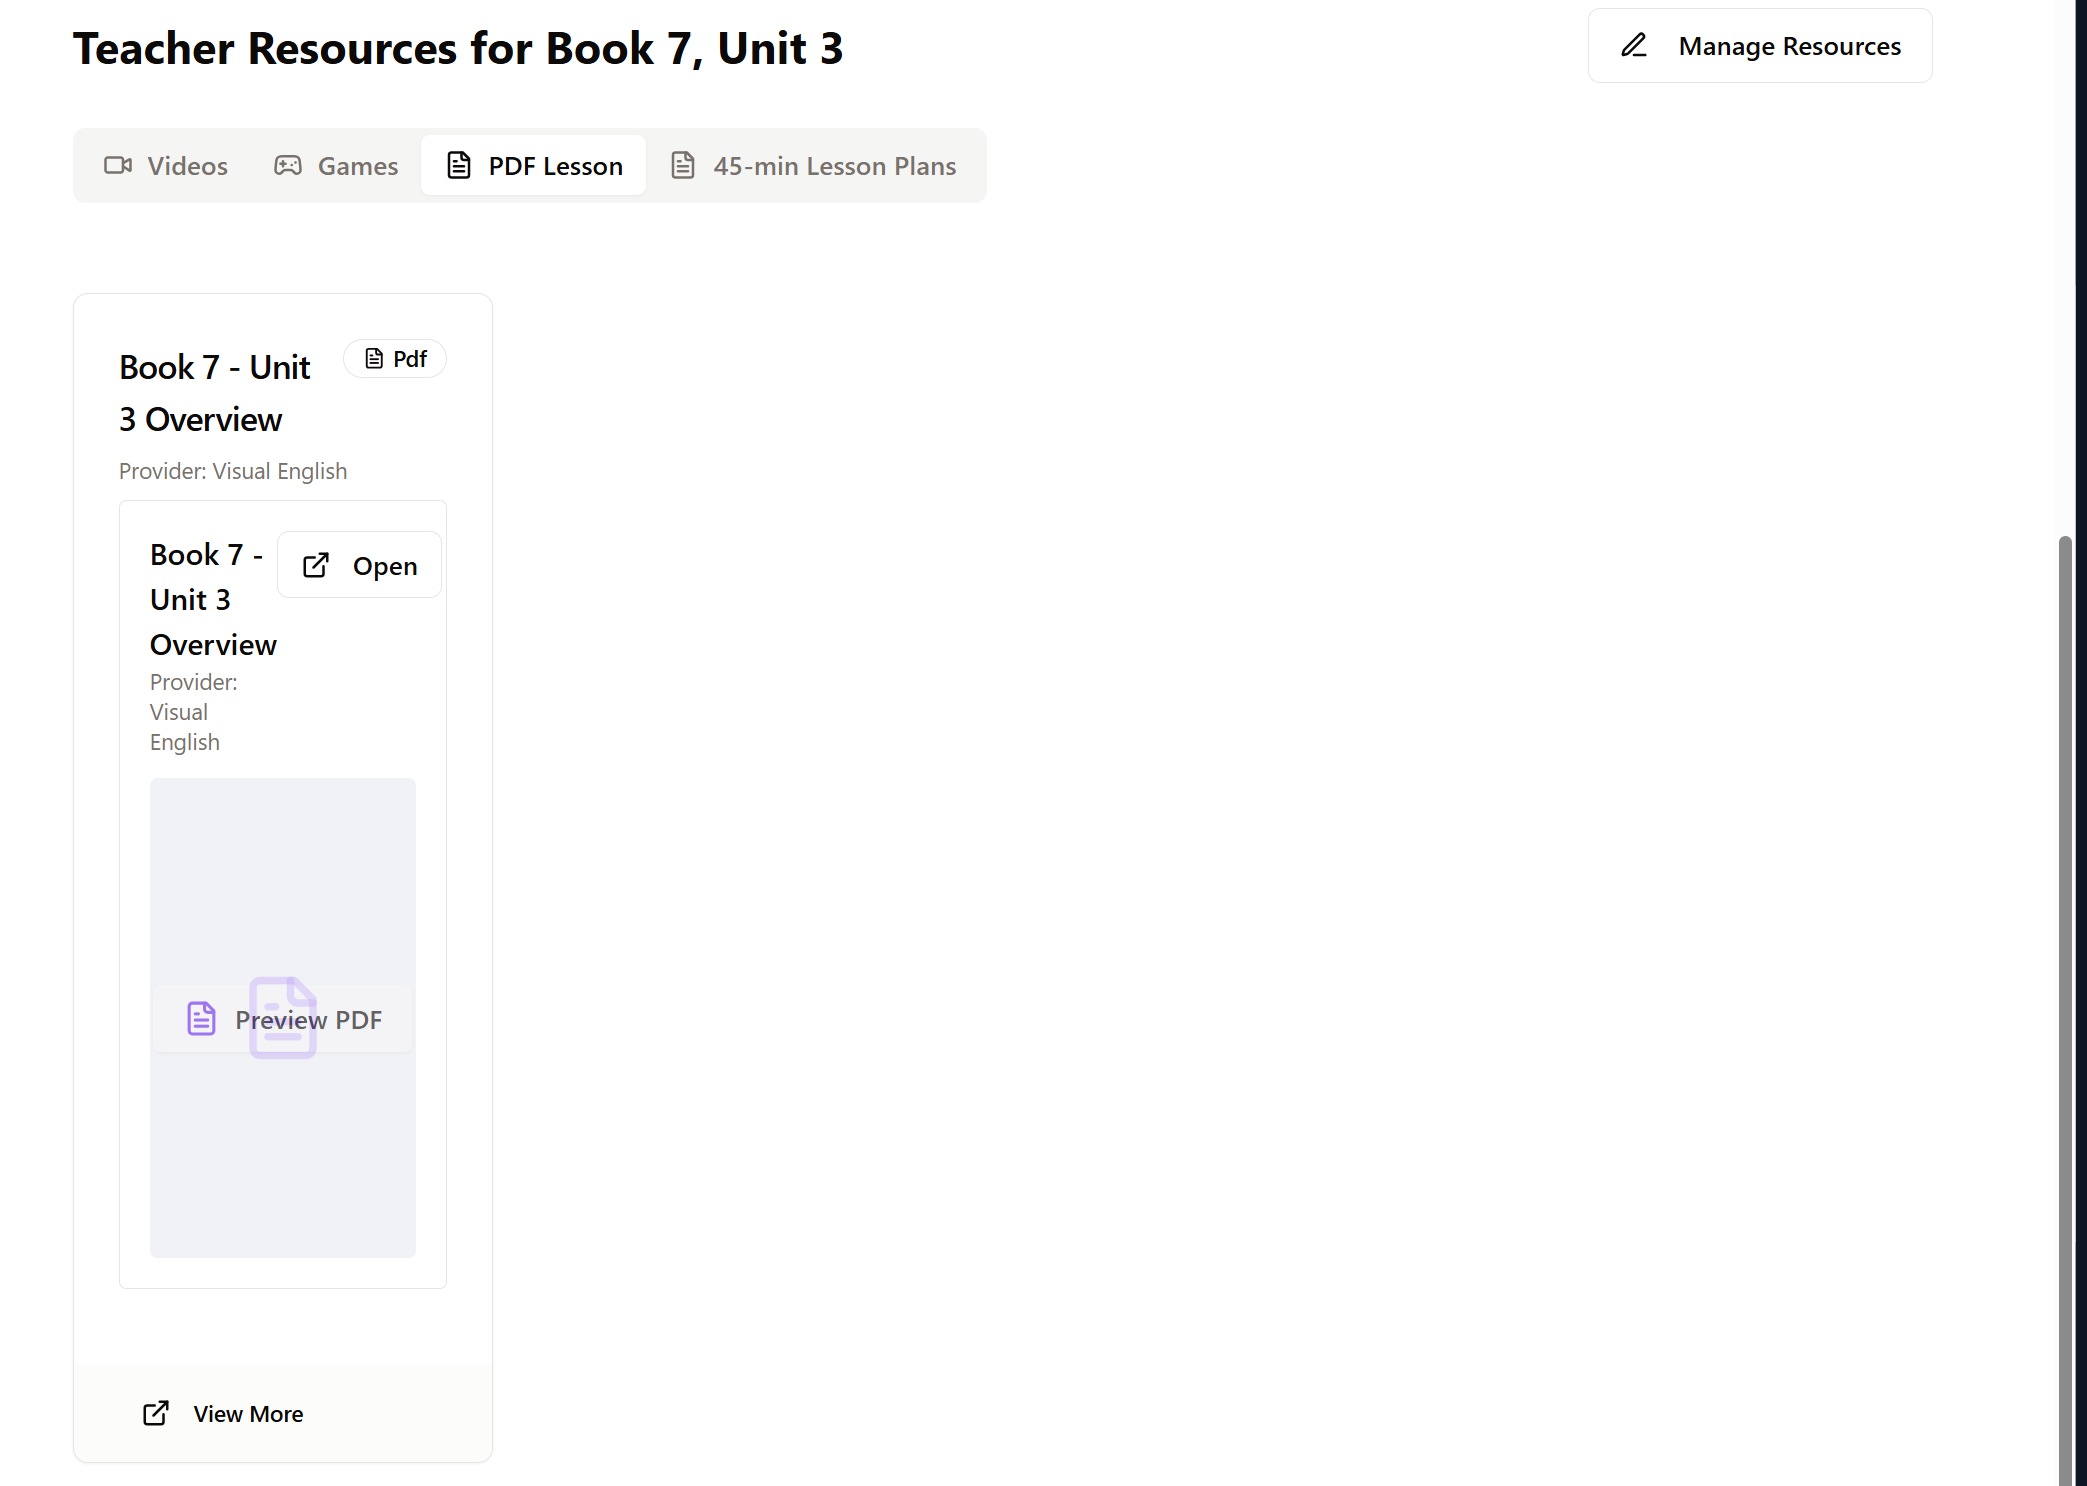 Teacher Resources for Book 7, Unit 3
Manage Resources
Videos
Games
PDF Lesson
45-min Lesson Plans
Book 7 - Unit
3 Overview
Pdf
Provider: Visual English
Book 7 -
Unit 3
Overview
Open
Provider:
Visual
English
Preview PDF
View More